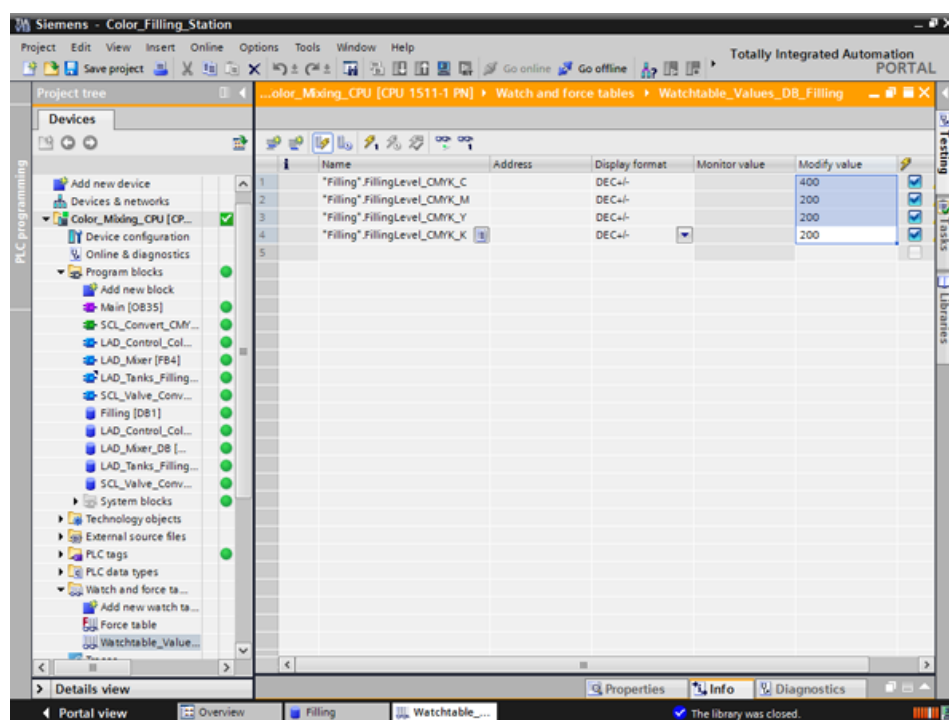 Siemens - Color_Filling_Station
Project Edit View Insert Online Options Tools Window Help
Totally Integrated Automation
PORTAL
Save project Go online Go offline
Project tree
...olor_Mixing_CPU [CPU 1511-1 PN] Watch and force tables Watchtable_Values_DB_Filling
Devices
i Name Address Display format Monitor value Modify value
1 "Filling".FillingLevel_CMYK_C DEC+/- 400
2 "Filling".FillingLevel_CMYK_M DEC+/- 200
3 "Filling".FillingLevel_CMYK_Y DEC+/- 200
4 "Filling".FillingLevel_CMYK_K DEC+/- 200
5
Add new device
Devices & networks
Color_Mixing_CPU [CP...
Device configuration
Online & diagnostics
Program blocks
Add new block
Main [OB35]
SCL_Convert_CMY...
LAD_Control_Col...
LAD_Mixer [FB4]
LAD_Tanks_Filling...
SCL_Valve_Conv...
Filling [DB1]
LAD_Control_Col...
LAD_Mixer_DB [...
LAD_Tanks_Filling...
SCL_Valve_Conv...
System blocks
Technology objects
External source files
PLC tags
PLC data types
Watch and force ta...
Add new watch ta...
Force table
Watchtable_Value...
PLC programming
Testing
Tasks
Libraries
Details view
Properties Info Diagnostics
Portal view Overview Filling Watchtable_... The library was closed.